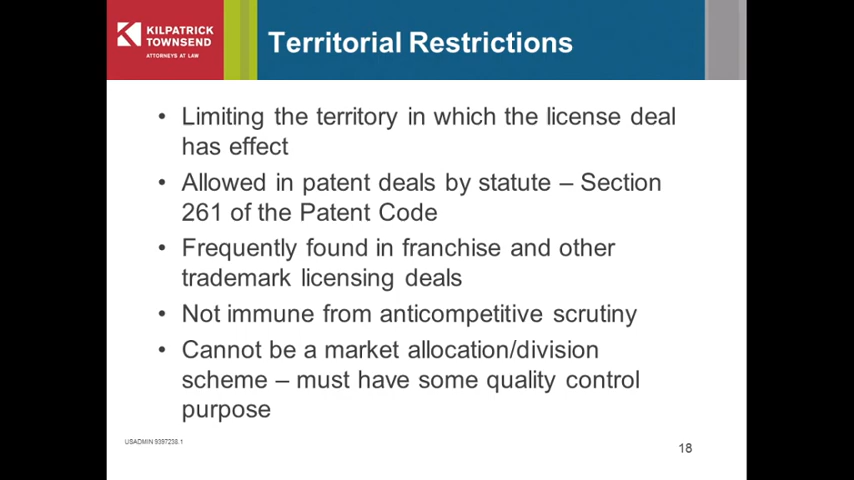 KILPATRICK
TOWNSEND
ATTORNEYS AT LAW
Territorial Restrictions
• Limiting the territory in which the license deal
has effect
• Allowed in patent deals by statute – Section
261 of the Patent Code
• Frequently found in franchise and other
trademark licensing deals
• Not immune from anticompetitive scrutiny
• Cannot be a market allocation/division
scheme – must have some quality control
purpose
USADMIN 9397238.1
18